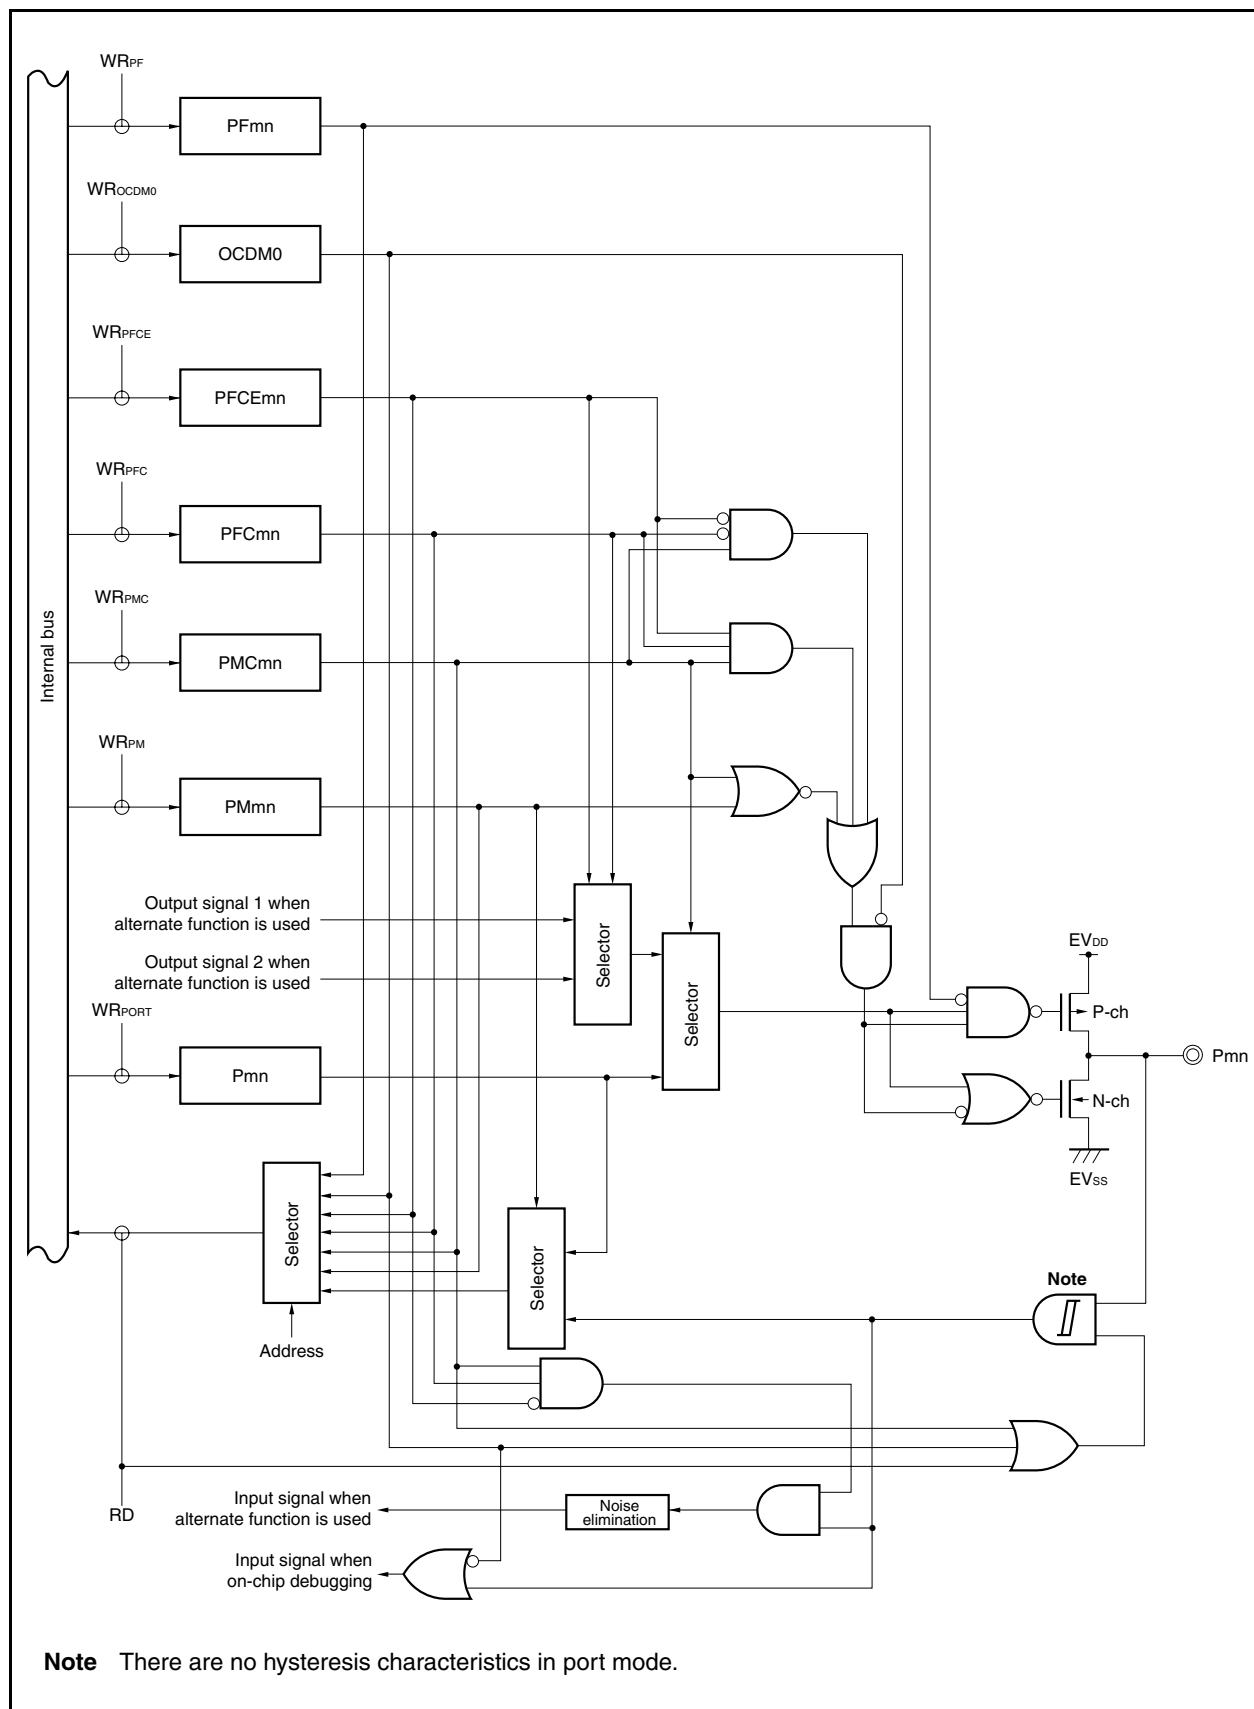 WRPF
PFmn
WROCDM0
OCDM0
WRPFCE
PFCEmn
WRPFC
PFCmn
WRPMC
PMCmn
Internal bus
WRPM
PMmn
Output signal 1 when
alternate function is used
Output signal 2 when
alternate function is used
Selector
Selector
EVDD
P-ch
WRPORT
Pmn
Pmn
N-ch
EVSS
Selector
Selector
Note
Address
RD
Input signal when
alternate function is used
Noise
elimination
Input signal when
on-chip debugging
Note There are no hysteresis characteristics in port mode.